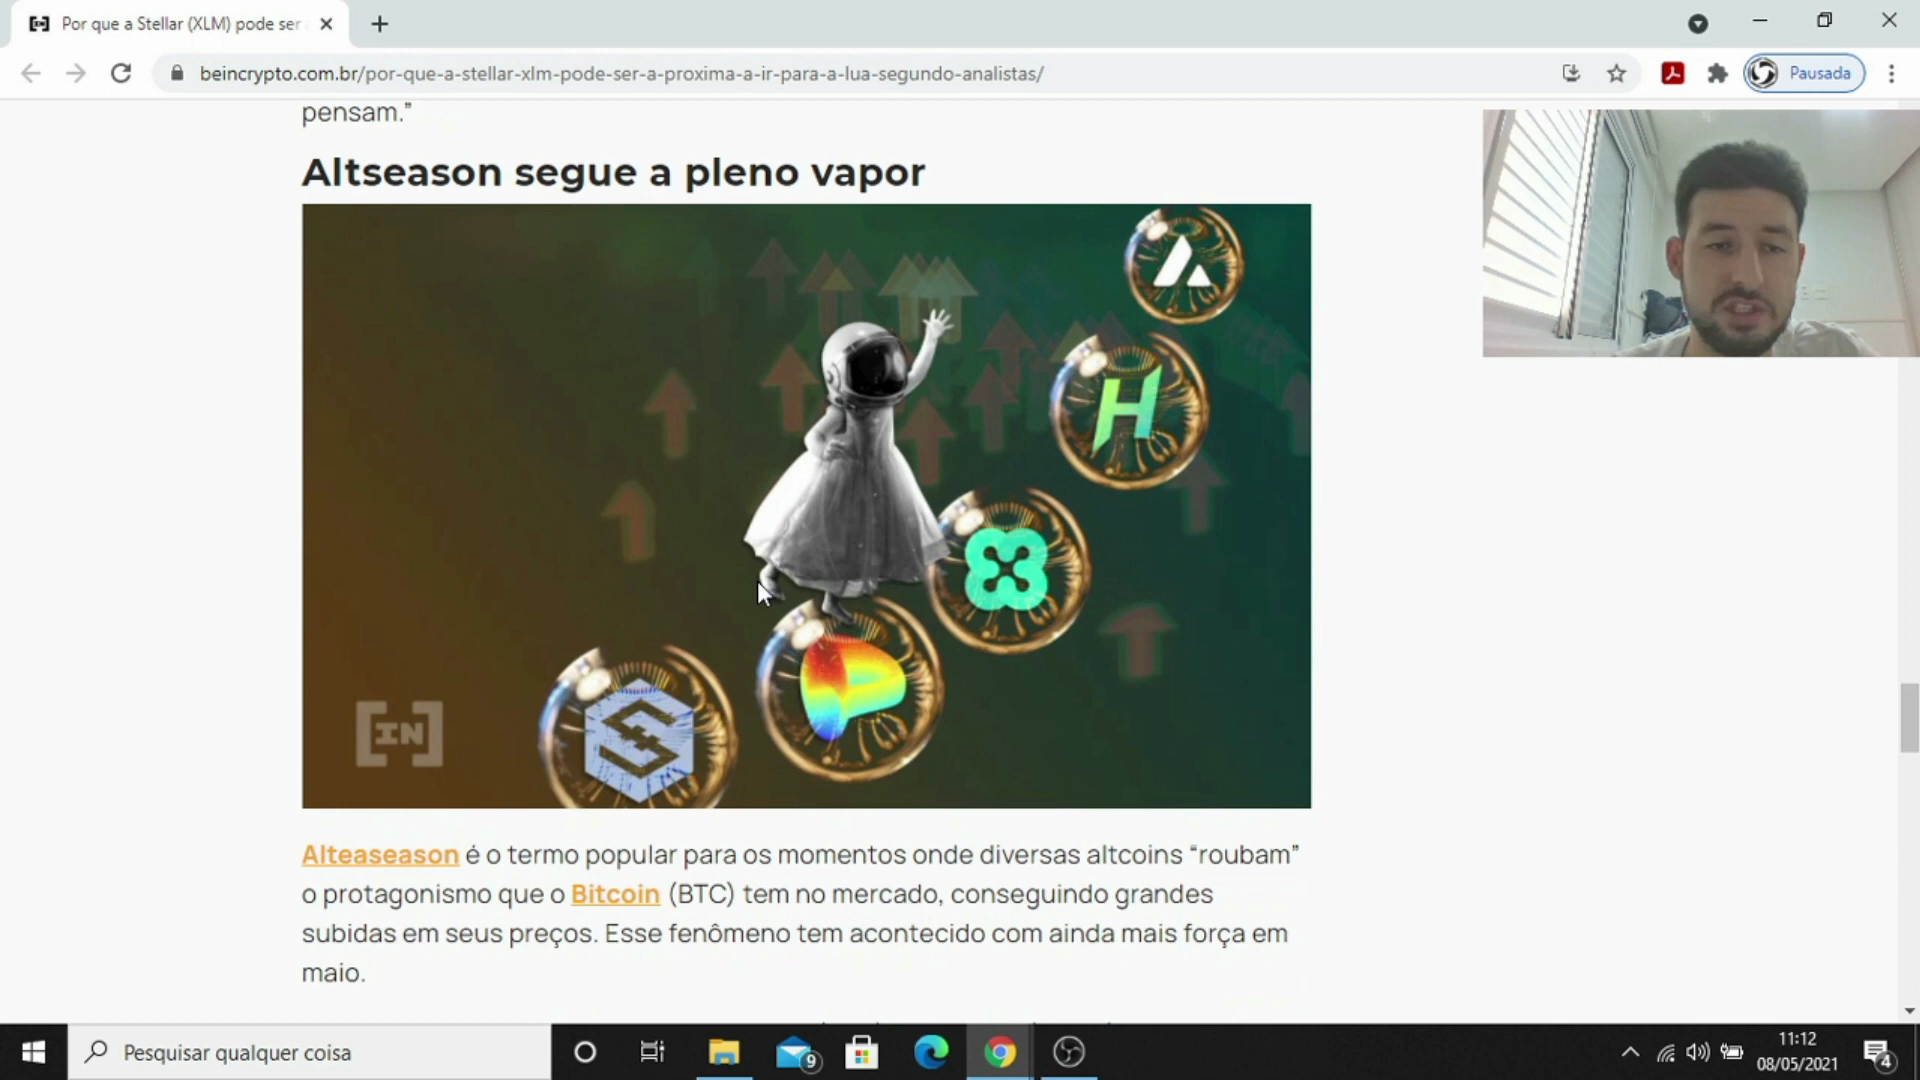 Por que a Stellar (XLM) pode ser
beincrypto.com.br/por-que-a-stellar-xlm-pode-ser-a-proxima-a-ir-para-a-lua-segundo-analistas/
Pausada
pensam.”
Altseason segue a pleno vapor
H
[IN]
Alteaseason é o termo popular para os momentos onde diversas altcoins “roubam”
o protagonismo que o Bitcoin (BTC) tem no mercado, conseguindo grandes
subidas em seus preços. Esse fenômeno tem acontecido com ainda mais força em
maio.
Pesquisar qualquer coisa
9
11:12
08/05/2021
4